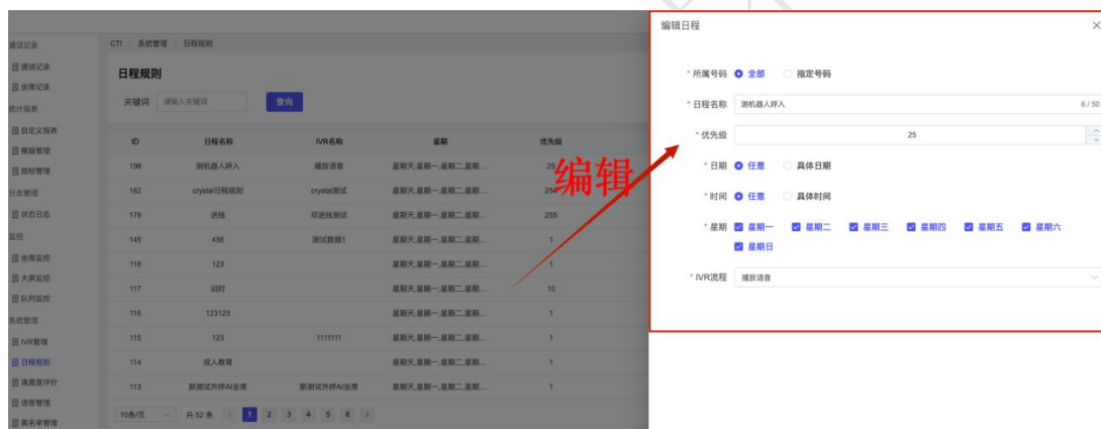 编辑日程
通话记录
通话记录
坐席记录
统计报表
自定义报表
模版管理
指标管理
日志管理
状态日志
监控
坐席监控
大屏监控
队列监控
系统管理
IVR管理
日程规则
满意度评价
语音管理
黑名单管理
CTI > 系统管理 > 日程规则
日程规则
关键词 请输入关键词 查询
ID 日程名称 IVR名称 星期 优先级
198 测机器人呼入 播放语音 星期天,星期一,星期二,星期... 25
182 crystal日程规则 crystal测试 星期天,星期一,星期二,星期... 254
179 进线 邓进线测试 星期天,星期一,星期二,星期... 255
145 456 测试数据1 星期天,星期一,星期二,星期... 1
118 123 星期天,星期一,星期二,星期... 1
117 回时 星期天,星期一,星期二,星期... 10
116 123123 星期天,星期一,星期二,星期... 1
115 123 1111111 星期天,星期一,星期二,星期... 1
114 成人教育 星期天,星期一,星期二,星期... 1
113 新测试外呼AI坐席 新测试外呼AI坐席 星期天,星期一,星期二,星期... 1
10条/页 共 52 条 < 1 2 3 4 5 6 >
编辑
* 所属号码 全部 指定号码
* 日程名称 测机器人呼入 6 / 50
* 优先级 25
* 日期 任意 具体日期
* 时间 任意 具体时间
* 星期 星期一 星期二 星期三 星期四 星期五 星期六
星期日
* IVR流程 播放语音